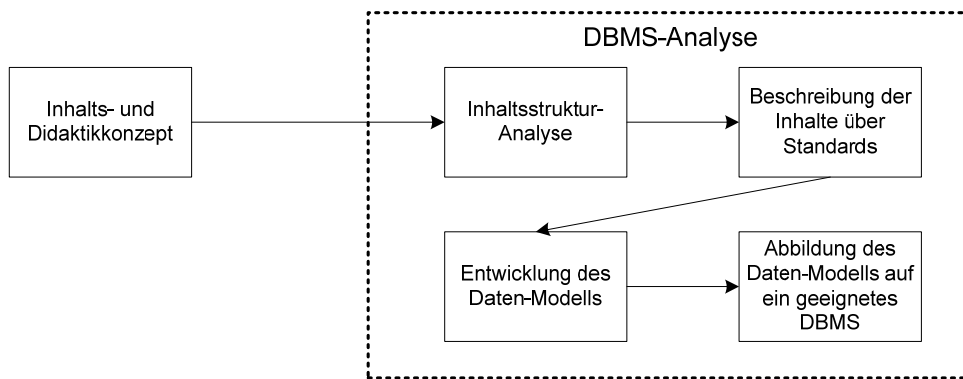 DBMS-Analyse
Inhalts- und
Didaktikkonzept
Inhaltsstruktur-
Analyse
Beschreibung der
Inhalte über
Standards
Entwicklung des
Daten-Modells
Abbildung des
Daten-Modells auf
ein geeignetes
DBMS